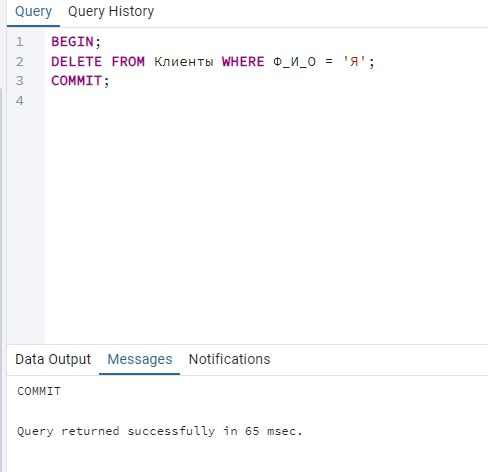 Query Query History
1 BEGIN;
2 DELETE FROM Клиенты WHERE Ф_И_О = 'Я';
3 COMMIT;
4
Data Output Messages Notifications
COMMIT
Query returned successfully in 65 msec.